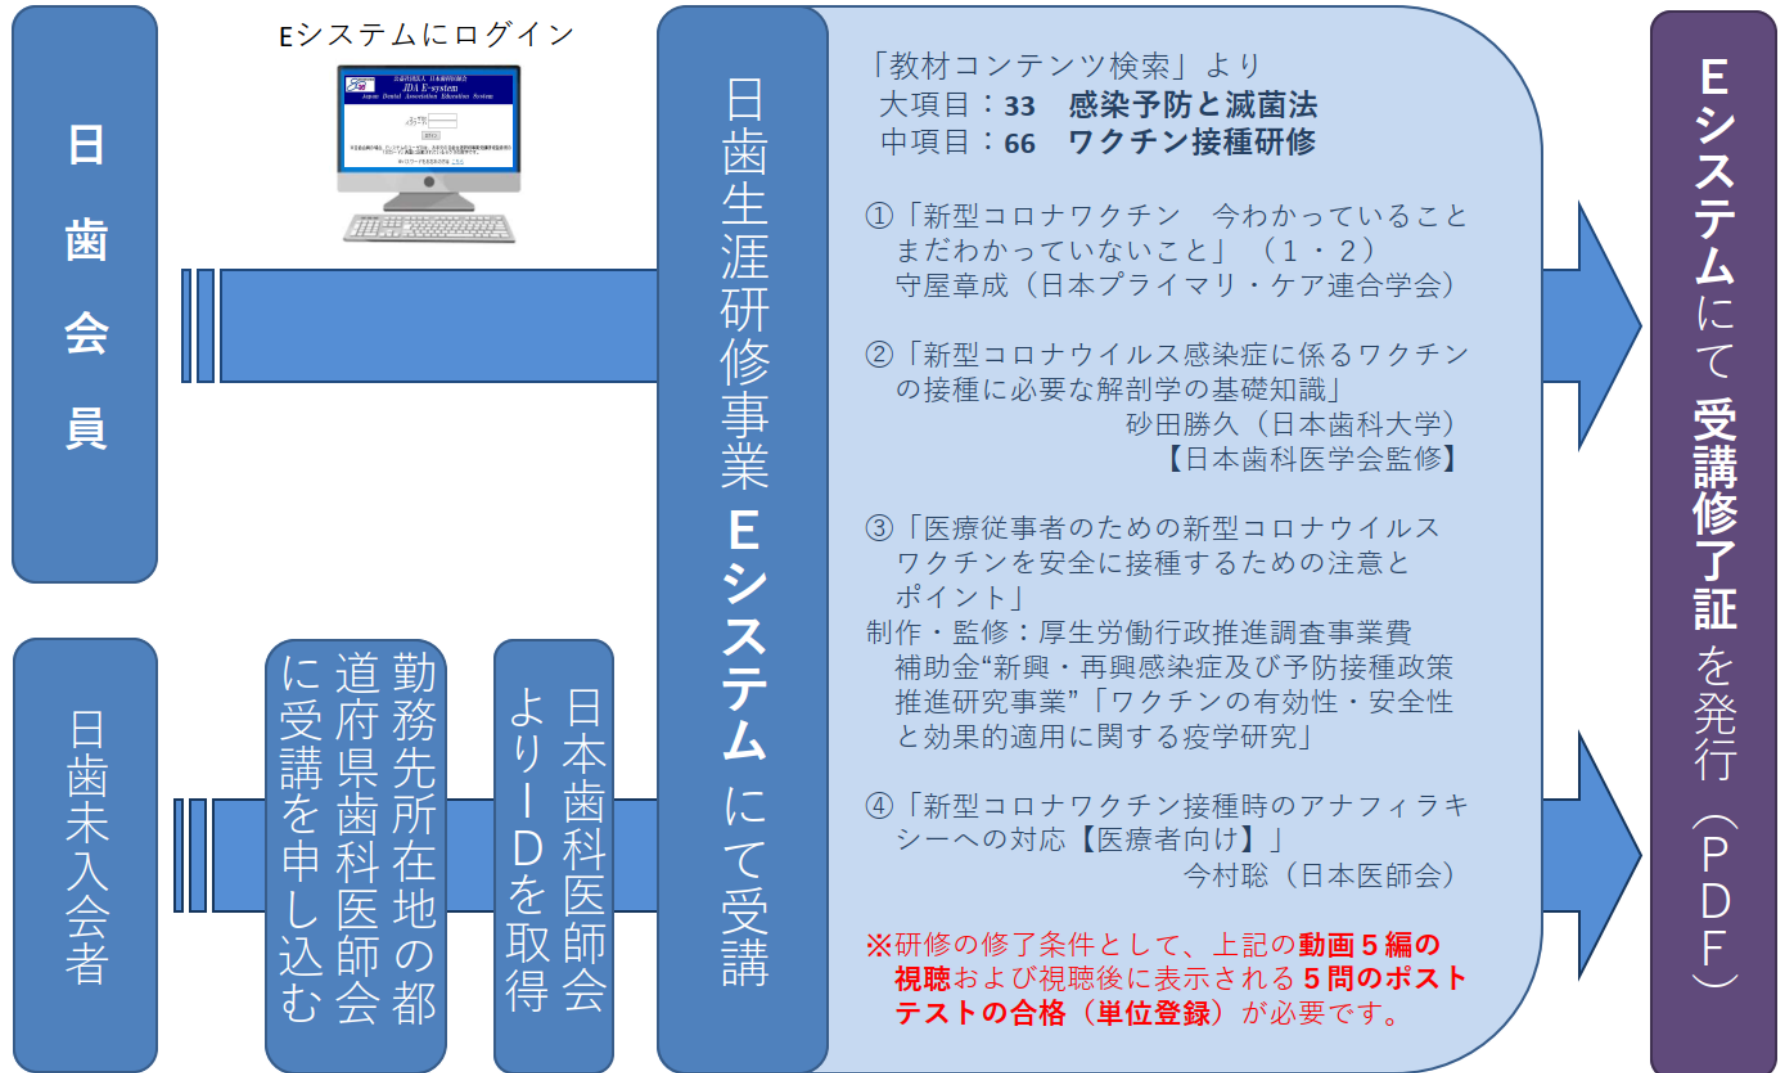 日歯会員
Eシステムにログイン
公益社団法人 日本歯科医師会
JDA E-system
Japan Dental Association Education System
日歯生涯研修事業 Eシステム にて受講
「教材コンテンツ検索」より
大項目：33　感染予防と滅菌法
中項目：66　ワクチン接種研修
①「新型コロナワクチン　今わかっていること
まだわかっていないこと」（１・２）
守屋章成（日本プライマリ・ケア連合学会）
②「新型コロナウイルス感染症に係るワクチン
の接種に必要な解剖学の基礎知識」
砂田勝久（日本歯科大学）
【日本歯科医学会監修】
③「医療従事者のための新型コロナウイルス
ワクチンを安全に接種するための注意と
ポイント」
制作・監修：厚生労働行政推進調査事業費
補助金“新興・再興感染症及び予防接種政策
推進研究事業”「ワクチンの有効性・安全性
と効果的適用に関する疫学研究」
④「新型コロナワクチン接種時のアナフィラキ
シーへの対応【医療者向け】」
今村聡（日本医師会）
※研修の修了条件として、上記の動画５編の
視聴および視聴後に表示される５問のポスト
テストの合格（単位登録）が必要です。
Eシステムにて受講修了証を発行（PDF）
日歯未入会者
勤務先所在地の都
道府県歯科医師会
に受講を申し込む
日本歯科医師会
よりIDを取得